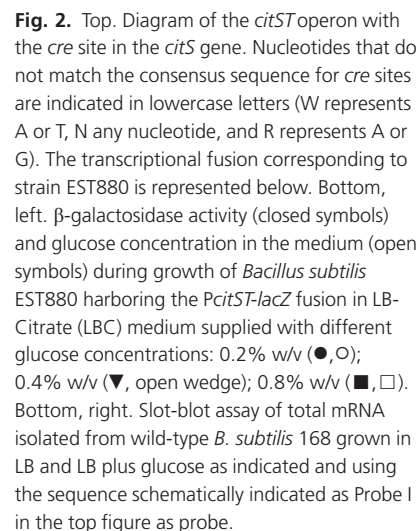 Fig. 2. Top. Diagram of the citST operon with
the cre site in the citS gene. Nucleotides that do
not match the consensus sequence for cre sites
are indicated in lowercase letters (W represents
A or T, N any nucleotide, and R represents A or
G). The transcriptional fusion corresponding to
strain EST880 is represented below. Bottom,
left. β-galactosidase activity (closed symbols)
and glucose concentration in the medium (open
symbols) during growth of Bacillus subtilis
EST880 harboring the PcitST-lacZ fusion in LB-
Citrate (LBC) medium supplied with different
glucose concentrations: 0.2% w/v (●,○);
0.4% w/v (▼, open wedge); 0.8% w/v (■,□).
Bottom, right. Slot-blot assay of total mRNA
isolated from wild-type B. subtilis 168 grown in
LB and LB plus glucose as indicated and using
the sequence schematically indicated as Probe I
in the top figure as probe.